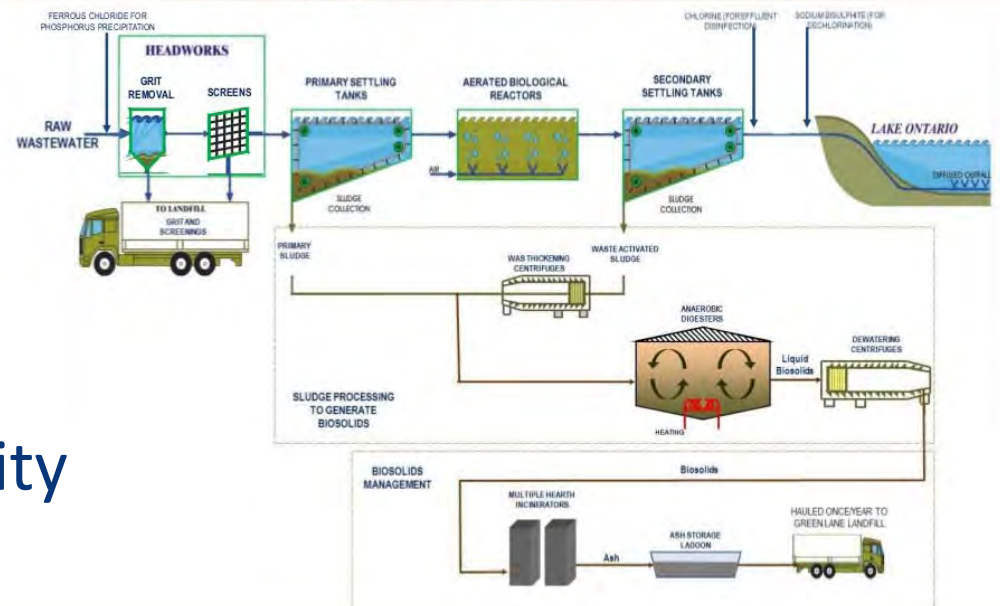 FERROUS CHLORIDE FOR
PHOSPHORUS PRECIPITATION
HEADWORKS
GRIT
REMOVAL
SCREENS
RAW
WASTEWATER
TO LANDFILL
GRIT AND
SCREENINGS
PRIMARY SETTLING
TANKS
SLUDGE
COLLECTION
AERATED BIOLOGICAL
REACTORS
AIR
SECONDARY
SETTLING TANKS
SLUDGE
COLLECTION
CHLORINE (FOR EFFLUENT
DISINFECTION)
SODIUM BISULPHITE (FOR
DECHLORINATION)
LAKE ONTARIO
DIFFUSED OUTFALL
PRIMARY
SLUDGE
WAS THICKENING
CENTRIFUGES
WASTE ACTIVATED
SLUDGE
ANAEROBIC
DIGESTERS
HEATING
Liquid
Biosolids
DEWATERING
CENTRIFUGES
SLUDGE PROCESSING
TO GENERATE
BIOSOLIDS
ity
BIOSOLIDS
MANAGEMENT
Biosolids
MULTIPLE HEARTH
INCINERATORS
Ash
ASH STORAGE
LAGOON
HAULED ONCE/YEAR TO
GREEN LANE LANDFILL